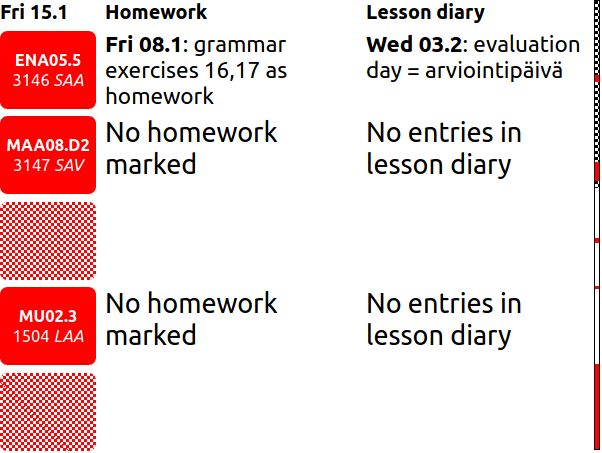 Fri 15.1 Homework Lesson diary
ENA05.5
3146 SAA
Fri 08.1: grammar
exercises 16,17 as
homework
Wed 03.2: evaluation
day = arviointipäivä
MAA08.D2
3147 SAV
No homework
marked
No entries in
lesson diary
MU02.3
1504 LAA
No homework
marked
No entries in
lesson diary